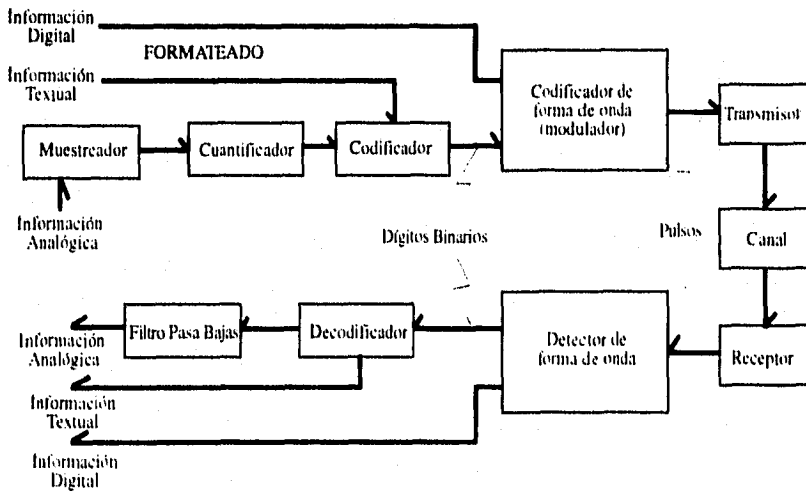 Información
Digital
FORMATEADO
Información
Textual
Codificador de
forma de onda
(modulador)
Transmisor
Muestreador
Cuantificador
Codificador
Información
Analógica
Dígitos Binarios
Pulsos
Canal
Filtro Pasa Bajas
Decodificador
Detector de
forma de onda
Receptor
Información
Analógica
Información
Textual
Información
Digital